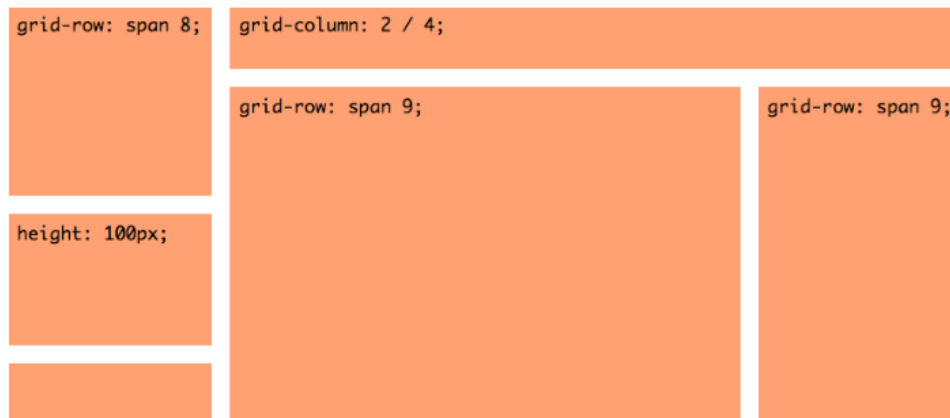 grid-row: span 8;
grid-column: 2 / 4;
grid-row: span 9;
grid-row: span 9;
height: 100px;